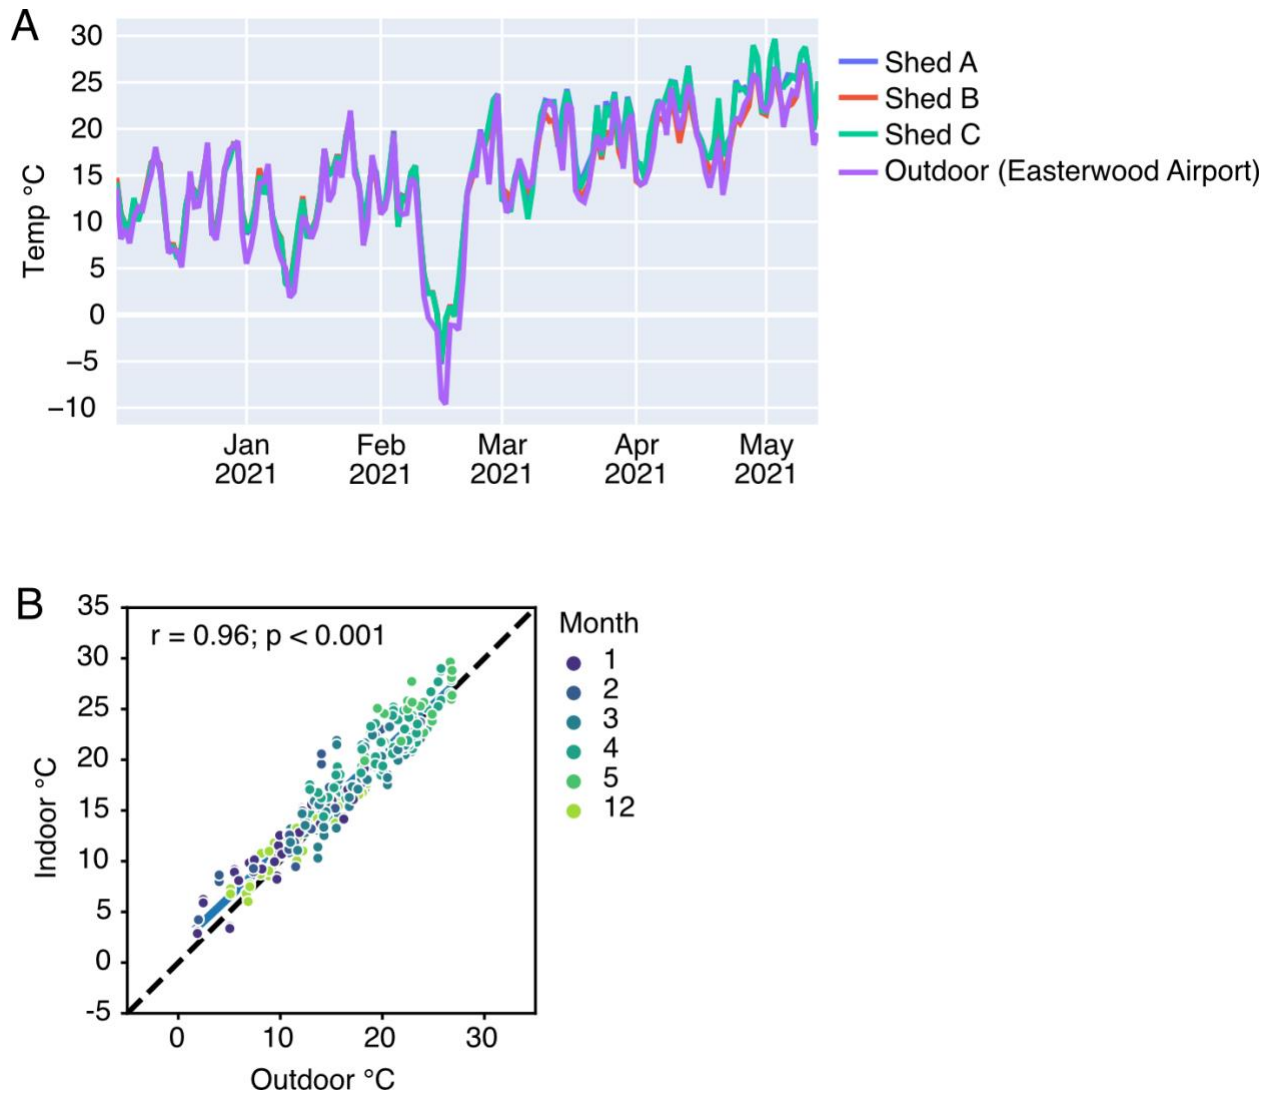 A
30
25
20
15
10
5
0
−5
−10
Temp °C
Jan
2021
Feb
2021
Mar
2021
Apr
2021
May
2021
Shed A
Shed B
Shed C
Outdoor (Easterwood Airport)
B
r = 0.96; p < 0.001
35
30
25
20
15
10
5
0
-5
Indoor °C
0
10
20
30
Outdoor °C
Month
1
2
3
4
5
12